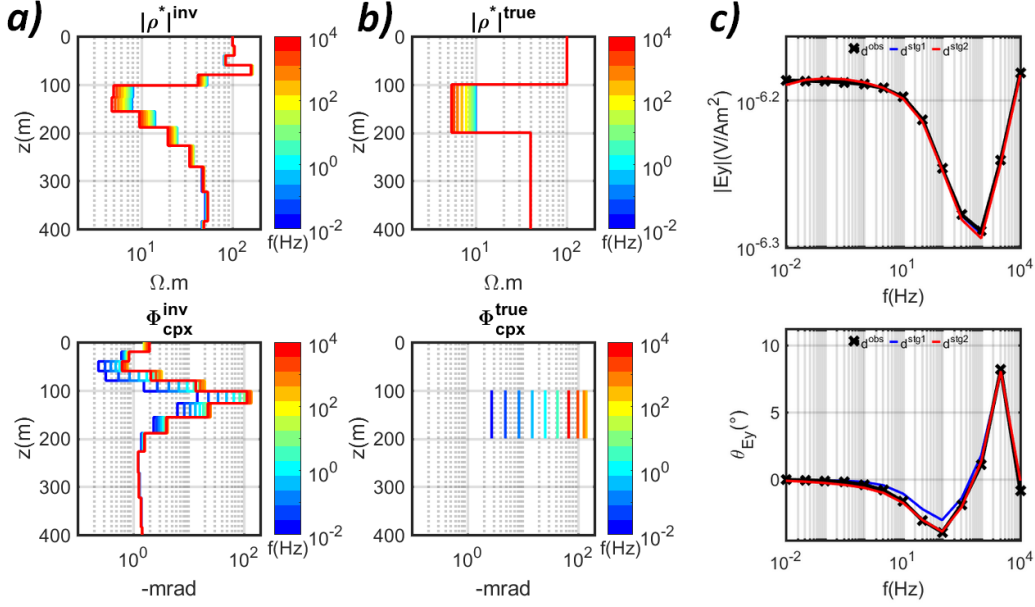 a)
|ρ*|^inv
0
100
200
300
400
z(m)
10^1
10^2
Ω.m
10^4
10^2
10^0
10^-2
f(Hz)
b)
|ρ*|^true
0
100
200
300
400
z(m)
10^1
10^2
Ω.m
10^4
10^2
10^0
10^-2
f(Hz)
c)
d^obs d^stg1 d^stg2
10^-6.2
10^-6.3
|Ey|(V/Am^2)
10^-2
10^1
10^4
f(Hz)
Φ_cpx^inv
0
100
200
300
400
z(m)
10^0
10^2
-mrad
10^4
10^2
10^0
10^-2
f(Hz)
Φ_cpx^true
0
100
200
300
400
z(m)
10^0
10^2
-mrad
10^4
10^2
10^0
10^-2
f(Hz)
d^obs d^stg1 d^stg2
10
5
0
θ_Ey(°)
10^-2
10^1
10^4
f(Hz)